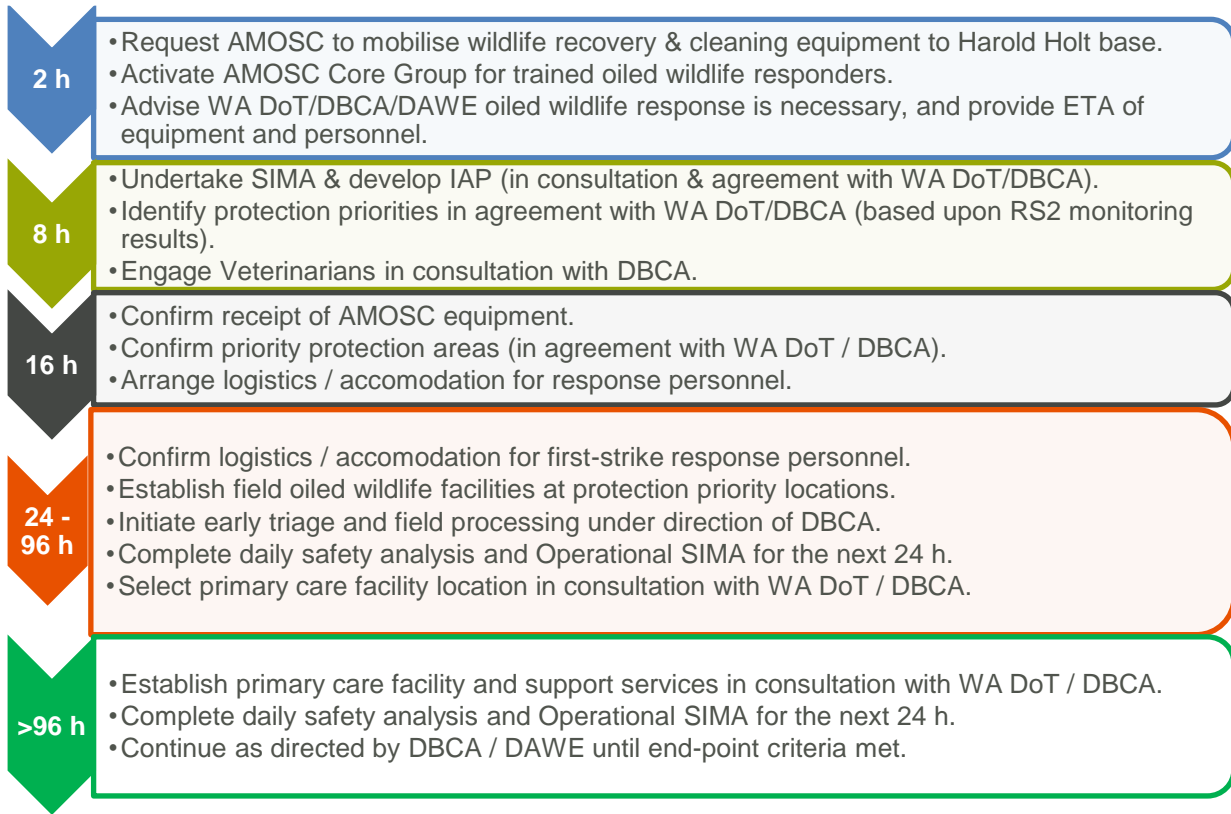 2 h
•Request AMOSC to mobilise wildlife recovery & cleaning equipment to Harold Holt base.
•Activate AMOSC Core Group for trained oiled wildlife responders.
•Advise WA DoT/DBCA/DAWE oiled wildlife response is necessary, and provide ETA of
equipment and personnel.
8 h
•Undertake SIMA & develop IAP (in consultation & agreement with WA DoT/DBCA).
•Identify protection priorities in agreement with WA DoT/DBCA (based upon RS2 monitoring
results).
•Engage Veterinarians in consultation with DBCA.
16 h
•Confirm receipt of AMOSC equipment.
•Confirm priority protection areas (in agreement with WA DoT / DBCA).
•Arrange logistics / accomodation for response personnel.
24 -
96 h
•Confirm logistics / accomodation for first-strike response personnel.
•Establish field oiled wildlife facilities at protection priority locations.
•Initiate early triage and field processing under direction of DBCA.
•Complete daily safety analysis and Operational SIMA for the next 24 h.
•Select primary care facility location in consultation with WA DoT / DBCA.
>96 h
•Establish primary care facility and support services in consultation with WA DoT / DBCA.
•Complete daily safety analysis and Operational SIMA for the next 24 h.
•Continue as directed by DBCA / DAWE until end-point criteria met.